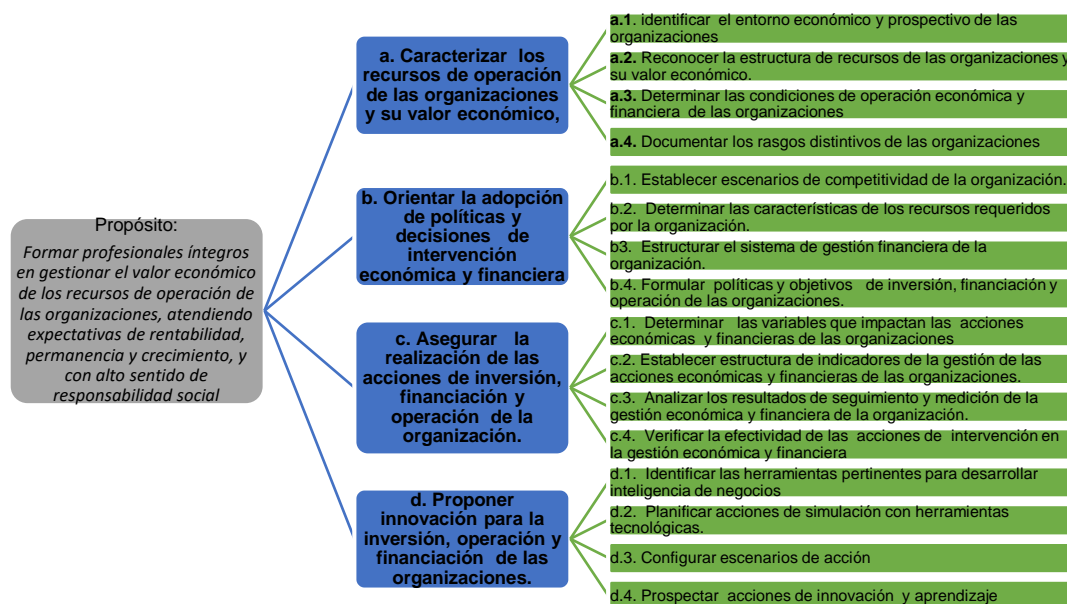 Propósito:
Formar profesionales íntegros
en gestionar el valor económico
de los recursos de operación de
las organizaciones, atendiendo
expectativas de rentabilidad,
permanencia y crecimiento, y
con alto sentido de
responsabilidad social
a. Caracterizar los
recursos de operación
de las organizaciones
y su valor económico,
a.1. identificar el entorno económico y prospectivo de las
organizaciones
a.2. Reconocer la estructura de recursos de las organizaciones y
su valor económico.
a.3. Determinar las condiciones de operación económica y
financiera de las organizaciones
a.4. Documentar los rasgos distintivos de las organizaciones
b. Orientar la adopción
de políticas y
decisiones de
intervención
económica y financiera
b.1. Establecer escenarios de competitividad de la organización.
b.2. Determinar las características de los recursos requeridos
por la organización.
b3. Estructurar el sistema de gestión financiera de la
organización.
b.4. Formular políticas y objetivos de inversión, financiación y
operación de las organizaciones.
c. Asegurar la
realización de las
acciones de inversión,
financiación y
operación de la
organización.
c.1. Determinar las variables que impactan las acciones
económicas y financieras de las organizaciones
c.2. Establecer estructura de indicadores de la gestión de las
acciones económicas y financieras de las organizaciones.
c.3. Analizar los resultados de seguimiento y medición de la
gestión económica y financiera de la organización.
c.4. Verificar la efectividad de las acciones de intervención en
la gestión económica y financiera
d. Proponer
innovación para la
inversión, operación y
financiación de las
organizaciones.
d.1. Identificar las herramientas pertinentes para desarrollar
inteligencia de negocios
d.2. Planificar acciones de simulación con herramientas
tecnológicas.
d.3. Configurar escenarios de acción
d.4. Prospectar acciones de innovación y aprendizaje